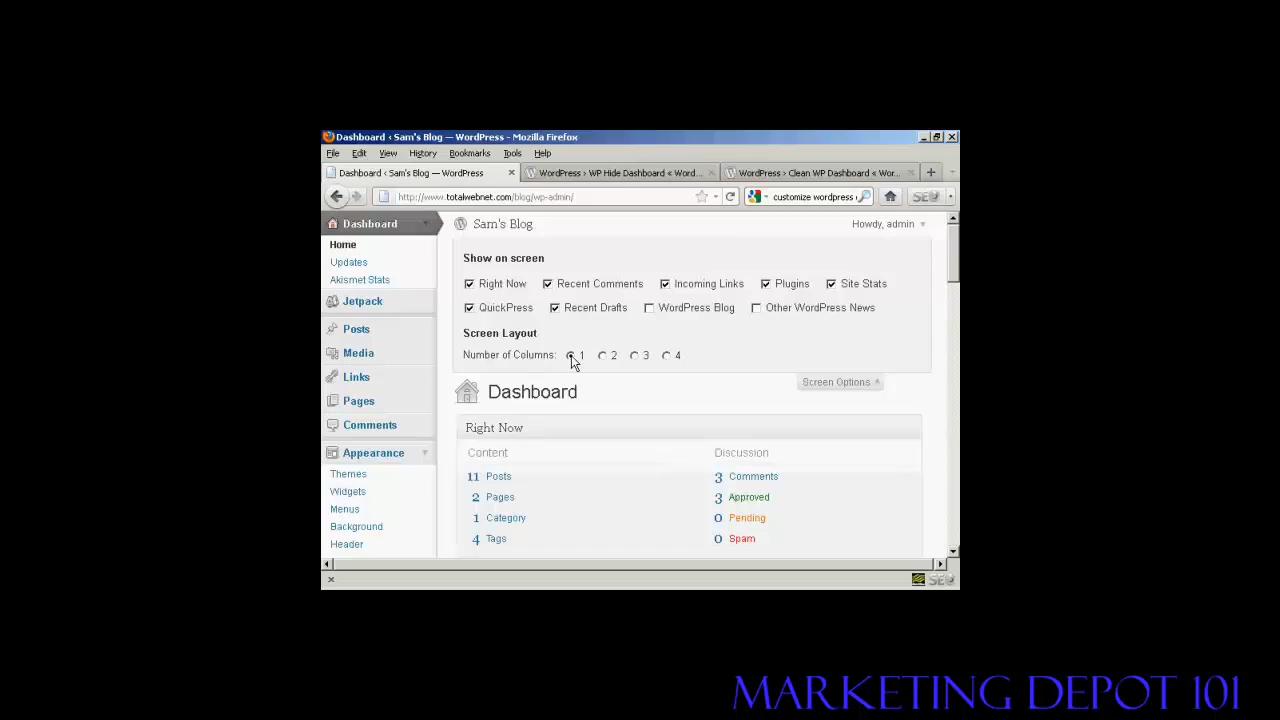 Dashboard ‹ Sam's Blog — WordPress - Mozilla Firefox
File Edit View History Bookmarks Tools Help
Dashboard ‹ Sam's Blog — WordPress
WordPress › WP Hide Dashboard « Word...
WordPress › Clean WP Dashboard « Wor...
http://www.totalwebnet.com/blog/wp-admin/
customize wordpress
SEO
Dashboard
Home
Updates
Akismet Stats
Jetpack
Posts
Media
Links
Pages
Comments
Appearance
Themes
Widgets
Menus
Background
Header
Sam's Blog
Howdy, admin
Show on screen
Right Now Recent Comments Incoming Links Plugins Site Stats
QuickPress Recent Drafts WordPress Blog Other WordPress News
Screen Layout
Number of Columns: 1 2 3 4
Screen Options
Dashboard
Right Now
Content Discussion
11 Posts 3 Comments
2 Pages 3 Approved
1 Category 0 Pending
4 Tags 0 Spam
SEO
MARKETING DEPOT 101